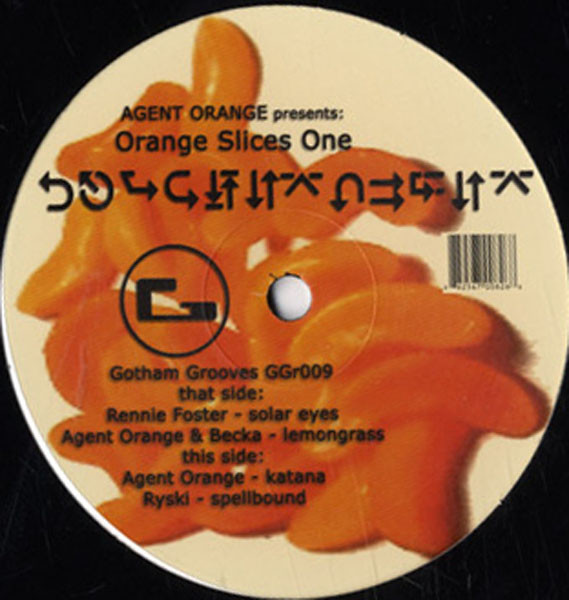 AGENT ORANGE presents:
Orange Slices One
G
Gotham Grooves GGr009
that side:
Rennie Foster - solar eyes
Agent Orange & Becka - lemongrass
this side:
Agent Orange - katana
Ryski - spellbound